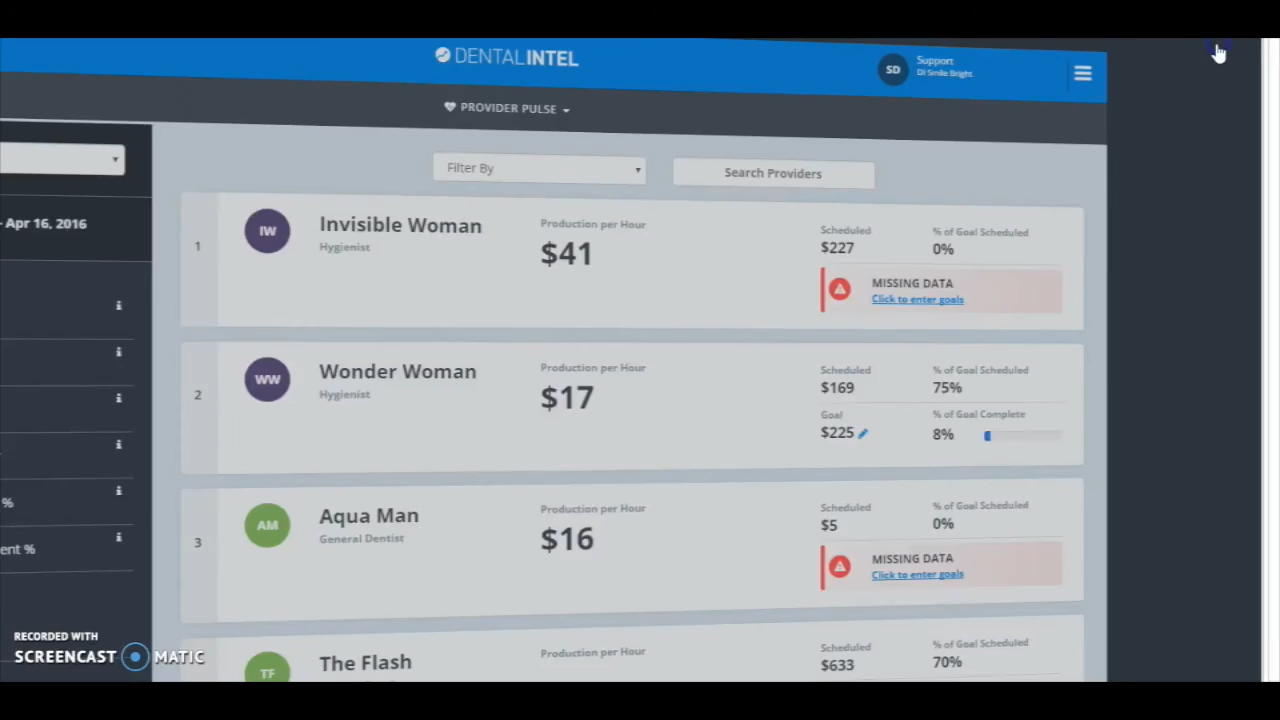 DENTALINTEL
SD
Support
DI Smile Bright
PROVIDER PULSE
Filter By
Search Providers
- Apr 16, 2016
%
ent %
1
IW
Invisible Woman
Hygienist
Production per Hour
$41
Scheduled
$227
% of Goal Scheduled
0%
MISSING DATA
Click to enter goals
2
WW
Wonder Woman
Hygienist
Production per Hour
$17
Scheduled
$169
% of Goal Scheduled
75%
Goal
$225
% of Goal Complete
8%
3
AM
Aqua Man
General Dentist
Production per Hour
$16
Scheduled
$5
% of Goal Scheduled
0%
MISSING DATA
Click to enter goals
TF
The Flash
Production per Hour
Scheduled
$633
% of Goal Scheduled
70%
RECORDED WITH
SCREENCAST MATIC